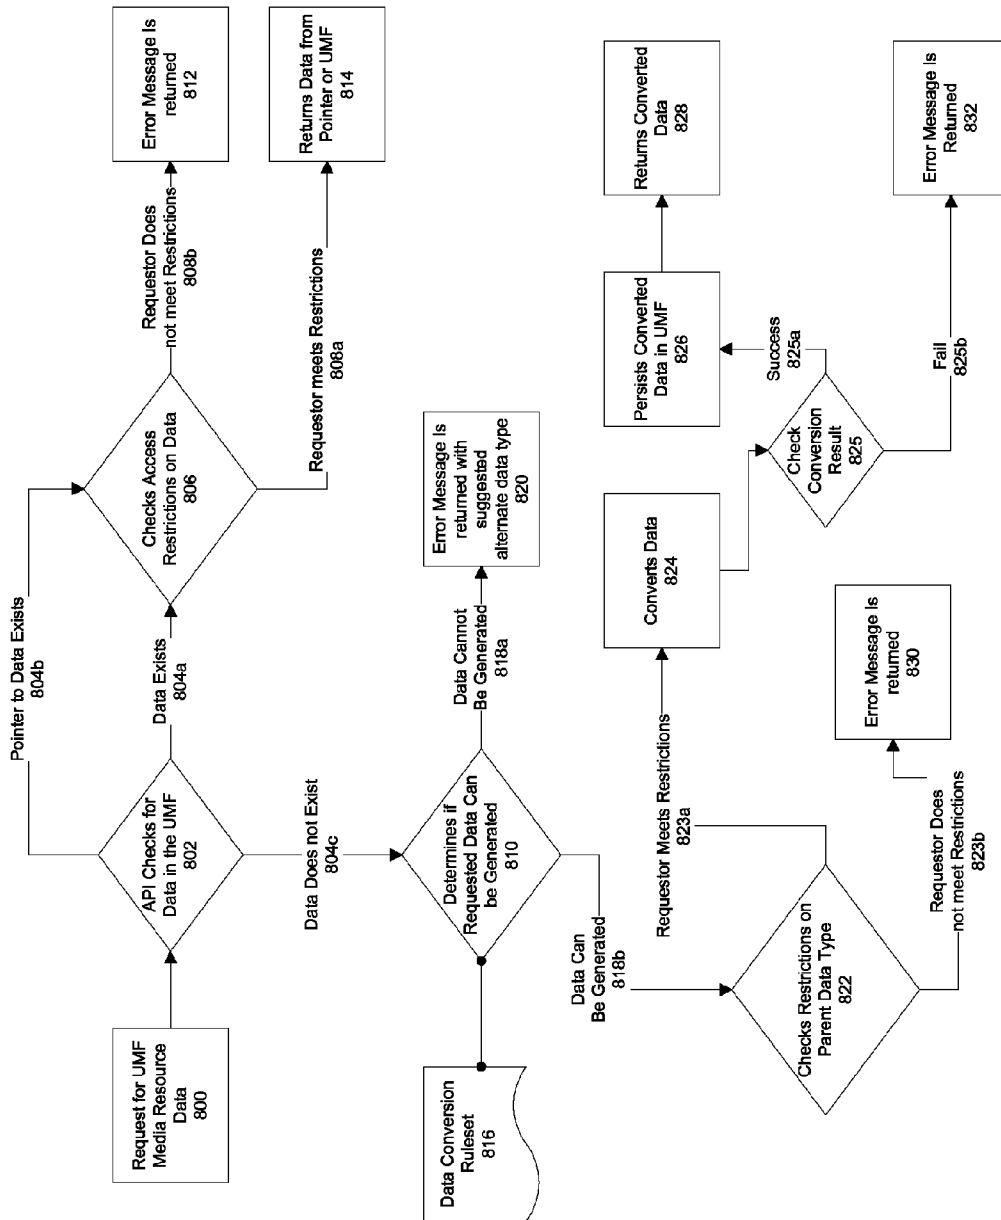 Request for UMF
Media Resource
Data
800
API Checks for
Data in the UMF
802
Pointer to Data Exists
804b
Data Exists
804a
Data Does not Exist
804c
Checks Access
Restrictions on Data
806
Requestor Does
not meet Restrictions
808b
Error Message Is
returned
812
Requestor meets Restrictions
808a
Returns Data from
Pointer or UMF
814
Data Conversion
Ruleset
816
Determines if
Requested Data Can
be Generated
810
Data Cannot
Be Generated
818a
Error Message Is
returned with
suggested
alternate data type
820
Data Can
Be Generated
818b
Checks Restrictions on
Parent Data Type
822
Requestor Meets Restrictions
823a
Converts Data
824
Check
Conversion
Result
825
Success
825a
Persists Converted
Data in UMF
826
Returns Converted
Data
828
Requestor Does
not meet Restrictions
823b
Error Message Is
returned
830
Fail
825b
Error Message Is
Returned
832